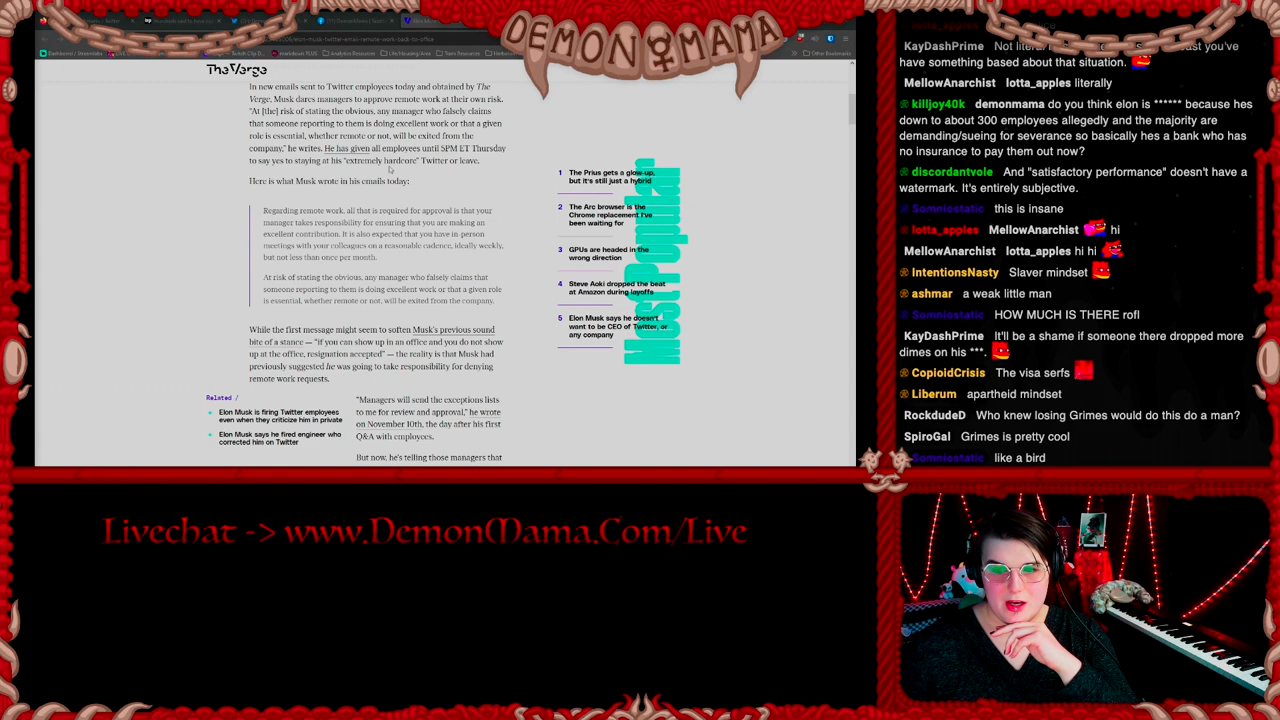 DEMON MAMA
Other Bookmarks
TheVerge
In new emails sent to Twitter employees today and obtained by The
Verge, Musk dares managers to approve remote work at their own risk.
"At [the] risk of stating the obvious, any manager who falsely claims
that someone reporting to them is doing excellent work or that a given
role is essential, whether remote or not, will be exited from the
company," he writes. He has given all employees until 5PM ET Thursday
to say yes to staying at his "extremely hardcore" Twitter or leave.
Here is what Musk wrote in his emails today:
Regarding remote work, all that is required for approval is that your
manager takes responsibility for ensuring that you are making an
excellent contribution. It is also expected that you have in-person
meetings with your colleagues on a reasonable cadence, ideally weekly,
but not less than once per month.
At risk of stating the obvious, any manager who falsely claims that
someone reporting to them is doing excellent work or that a given role
is essential, whether remote or not, will be exited from the company.
While the first message might seem to soften Musk's previous sound
bite of a stance — "if you can show up in an office and you do not show
up at the office, resignation accepted" — the reality is that Musk had
previously suggested he was going to take responsibility for denying
remote work requests.
Related /
Elon Musk is firing Twitter employees
even when they criticize him in private
Elon Musk says he fired engineer who
corrected him on Twitter
"Managers will send the exceptions lists
to me for review and approval," he wrote
on November 10th, the day after his first
Q&A with employees.
But now, he's telling those managers that
Most Popular
1 The Prius gets a glow-up,
but it's still just a hybrid
2 The Arc browser is the
Chrome replacement I've
been waiting for
3 GPUs are headed in the
wrong direction
4 Steve Aoki dropped the beat
at Amazon during layoffs
5 Elon Musk says he doesn't
want to be CEO of Twitter, or
any company
have something based about that situation.
MellowAnarchist lotta_apples literally
killjoy40k demonmama do you think elon is ****** because hes
down to about 300 employees allegedly and the majority are
demanding/sueing for severance so basically hes a bank who has
no insurance to pay them out now?
discordantvole And "satisfactory performance" doesn't have a
watermark. It's entirely subjective.
Somniostatic this is insane
lotta_apples MellowAnarchist hi
MellowAnarchist lotta_apples hi hi
IntentionsNasty Slaver mindset
ashmar a weak little man
Somniostatic HOW MUCH IS THERE rofl
KayDashPrime It'll be a shame if someone there dropped more
dimes on his ***.
CopioidCrisis The visa serfs
Liberum apartheid mindset
RockdudeD Who knew losing Grimes would do this do a man?
SpiroGal Grimes is pretty cool
Somniostatic like a bird
Livechat -> www.DemonMama.Com/Live